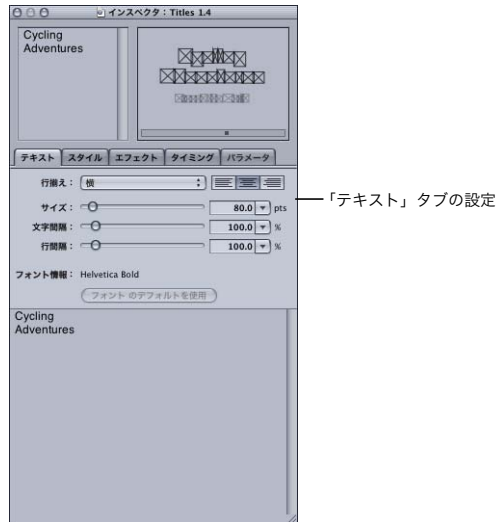 インスペクタ：Titles 1.4
Cycling
Adventures
テキスト スタイル エフェクト タイミング パラメータ
行揃え： 横
サイズ： 80.0 pts
文字間隔： 100.0 %
行間隔： 100.0 %
フォント情報： Helvetica Bold
フォント のデフォルトを使用
Cycling
Adventures
「テキスト」タブの設定